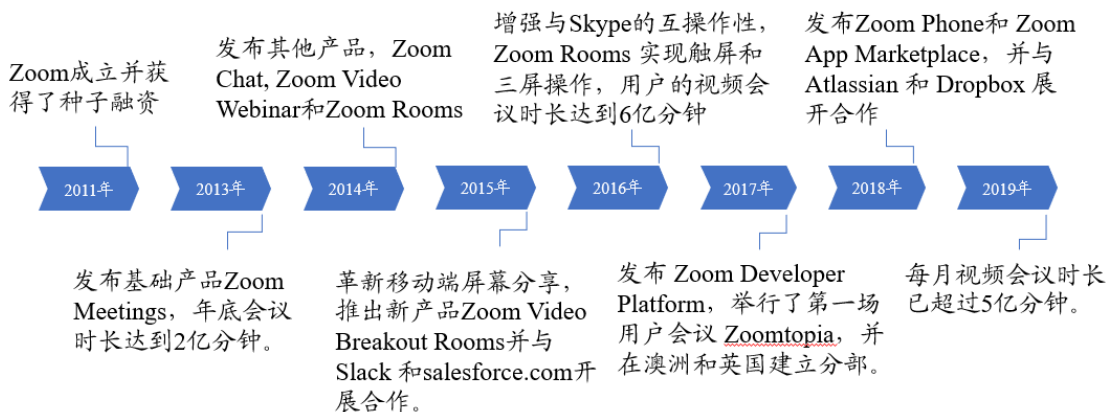 Zoom成立并获
得了种子融资
发布其他产品，Zoom
Chat, Zoom Video
Webinar和Zoom Rooms
增强与Skype的互操作性，
Zoom Rooms 实现触屏和
三屏操作，用户的视频会
议时长达到6亿分钟
发布Zoom Phone和 Zoom
App Marketplace，并与
Atlassian 和 Dropbox 展
开合作
2011年
2013年
2014年
2015年
2016年
2017年
2018年
2019年
发布基础产品Zoom
Meetings，年底会议
时长达到2亿分钟。
革新移动端屏幕分享，
推出新产品Zoom Video
Breakout Rooms并与
Slack 和salesforce.com开
展合作。
发布 Zoom Developer
Platform，举行了第一场
用户会议 Zoomtopia，并
在澳洲和英国建立分部。
每月视频会议时长
已超过5亿分钟。